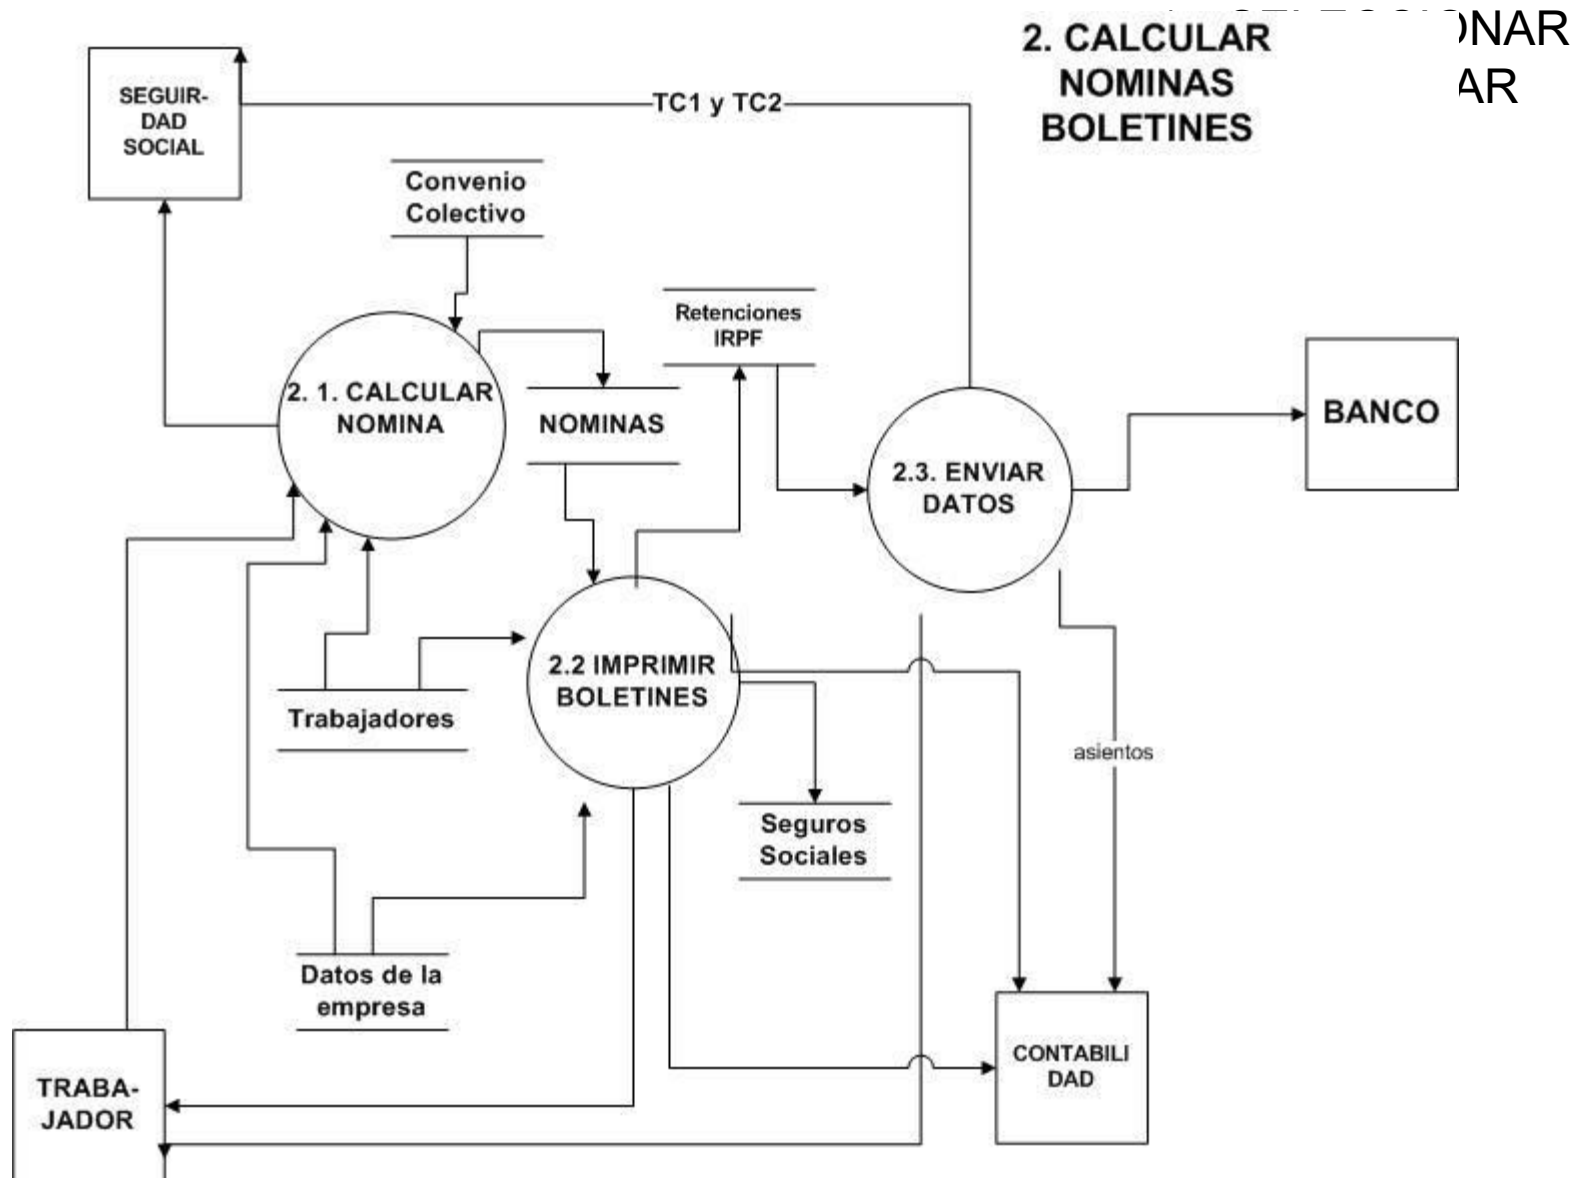 2. CALCULAR
NOMINAS
BOLETINES
AR
SEGUIR-
DAD
SOCIAL
TC1 y TC2
Convenio
Colectivo
Retenciones
IRPF
2. 1. CALCULAR
NOMINA
NOMINAS
BANCO
2.3. ENVIAR
DATOS
2.2 IMPRIMIR
BOLETINES
Trabajadores
asientos
Seguros
Sociales
Datos de la
empresa
CONTABILI
DAD
TRABA-
JADOR